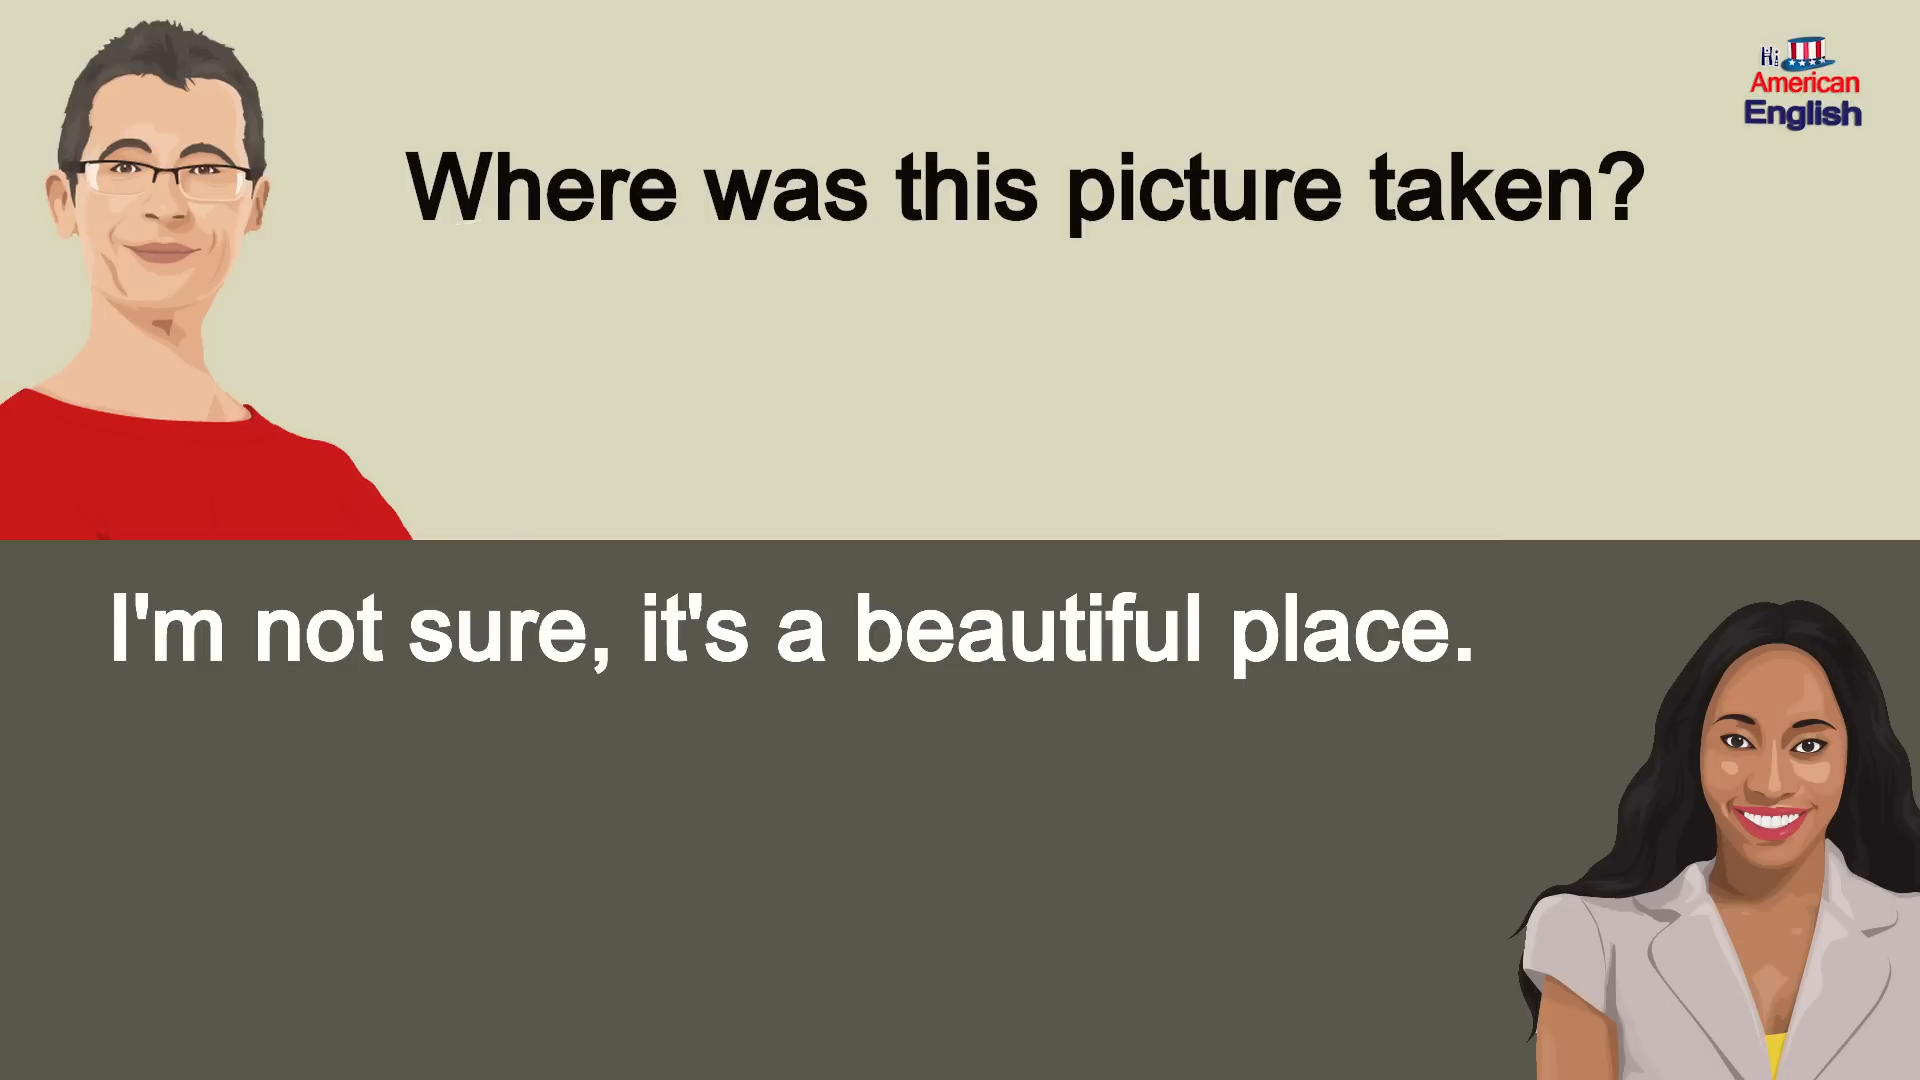 Hi
American
English
Where was this picture taken?
I'm not sure, it's a beautiful place.